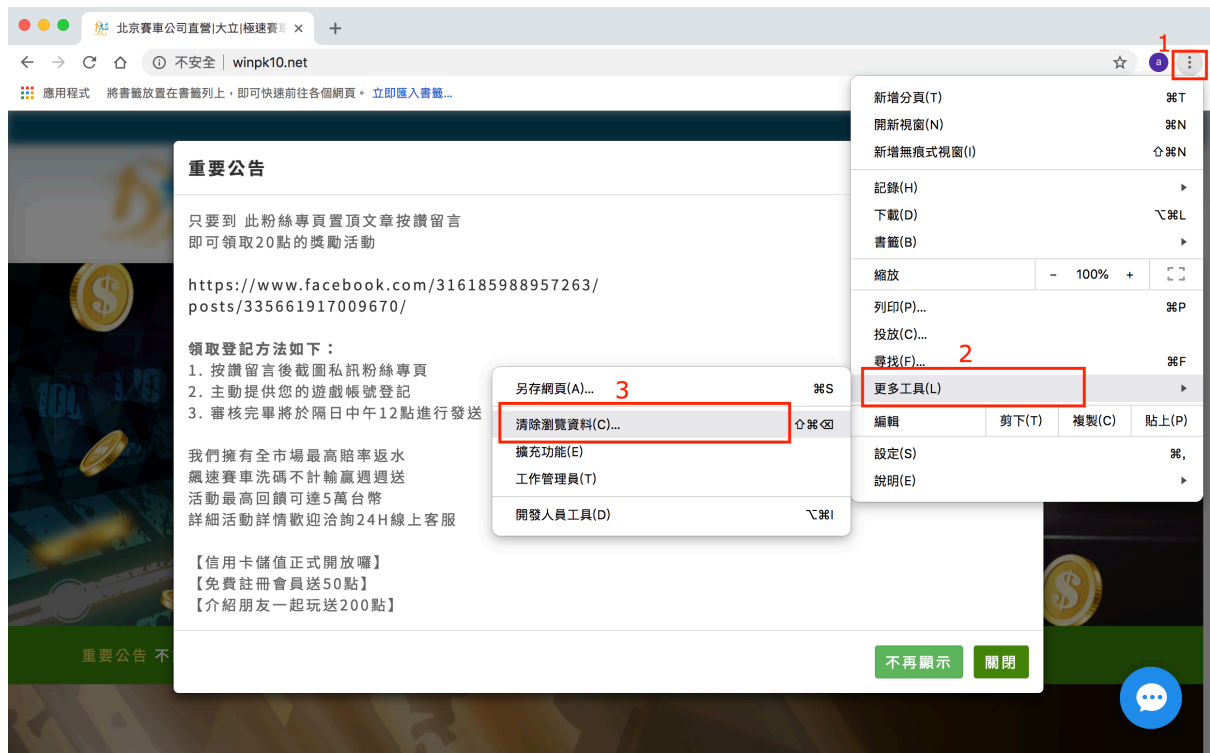 北京賽車公司直營|大立|極速賽
不安全 | winpk10.net
a
1
應用程式 將書籤放置在書籤列上，即可快速前往各個網頁。 立即匯入書籤...
新增分頁(T) ⌘T
開新視窗(N) ⌘N
新增無痕式視窗(I) ⇧⌘N
記錄(H)
下載(D) ⌥⌘L
書籤(B)
縮放 - 100% +
列印(P)... ⌘P
投放(C)...
尋找(F)... ⌘F
2
更多工具(L)
編輯 剪下(T) 複製(C) 貼上(P)
設定(S) ⌘,
說明(E)
另存網頁(A)... ⌘S
3
清除瀏覽資料(C)... ⇧⌘⌫
擴充功能(E)
工作管理員(T)
開發人員工具(D) ⌥⌘I
重要公告
只要到 此粉絲專頁置頂文章按讚留言
即可領取20點的獎勵活動
https://www.facebook.com/316185988957263/
posts/335661917009670/
領取登記方法如下：
1. 按讚留言後截圖私訊粉絲專頁
2. 主動提供您的遊戲帳號登記
3. 審核完畢將於隔日中午12點進行發送
我們擁有全市場最高賠率返水
飆速賽車洗碼不計輸贏週週送
活動最高回饋可達5萬台幣
詳細活動詳情歡迎洽詢24H線上客服
【信用卡儲值正式開放囉】
【免費註冊會員送50點】
【介紹朋友一起玩送200點】
不再顯示 關閉
重要公告 不